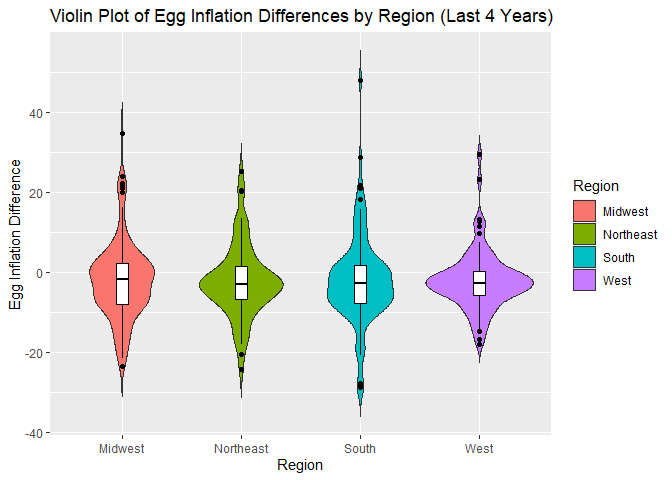 Violin Plot of Egg Inflation Differences by Region (Last 4 Years)
Egg Inflation Difference
40
20
0
-20
-40
Midwest
Northeast
South
West
Region
Region
Midwest
Northeast
South
West